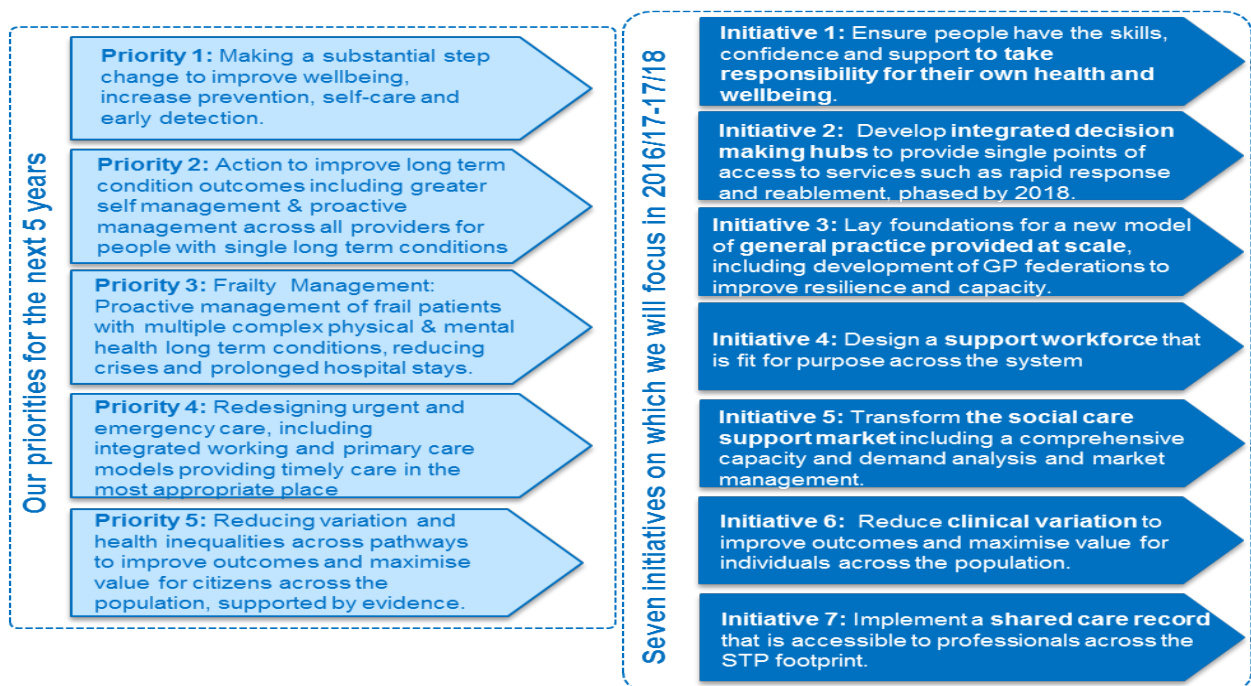 Our priorities for the next 5 years
Priority 1: Making a substantial step
change to improve wellbeing,
increase prevention, self-care and
early detection.
Priority 2: Action to improve long term
condition outcomes including greater
self management & proactive
management across all providers for
people with single long term conditions
Priority 3: Frailty Management:
Proactive management of frail patients
with multiple complex physical & mental
health long term conditions, reducing
crises and prolonged hospital stays.
Priority 4: Redesigning urgent and
emergency care, including
integrated working and primary care
models providing timely care in the
most appropriate place
Priority 5: Reducing variation and
health inequalities across pathways
to improve outcomes and maximise
value for citizens across the
population, supported by evidence.
Seven initiatives on which we will focus in 2016/17-17/18
Initiative 1: Ensure people have the skills,
confidence and support to take
responsibility for their own health and
wellbeing.
Initiative 2: Develop integrated decision
making hubs to provide single points of
access to services such as rapid response
and reablement, phased by 2018.
Initiative 3: Lay foundations for a new model
of general practice provided at scale,
including development of GP federations to
improve resilience and capacity.
Initiative 4: Design a support workforce that
is fit for purpose across the system
Initiative 5: Transform the social care
support market including a comprehensive
capacity and demand analysis and market
management.
Initiative 6: Reduce clinical variation to
improve outcomes and maximise value for
individuals across the population.
Initiative 7: Implement a shared care record
that is accessible to professionals across the
STP footprint.